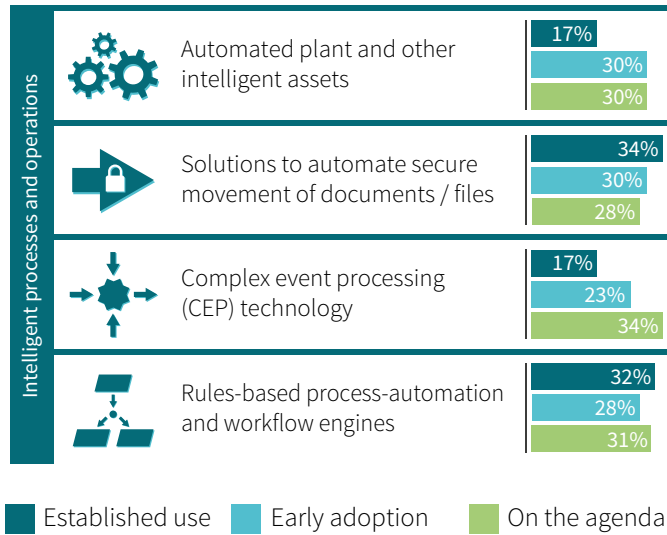 Intelligent processes and operations
Automated plant and other
intelligent assets
17%
30%
30%
Solutions to automate secure
movement of documents / files
34%
30%
28%
Complex event processing
(CEP) technology
17%
23%
34%
Rules-based process-automation
and workflow engines
32%
28%
31%
Established use
Early adoption
On the agenda